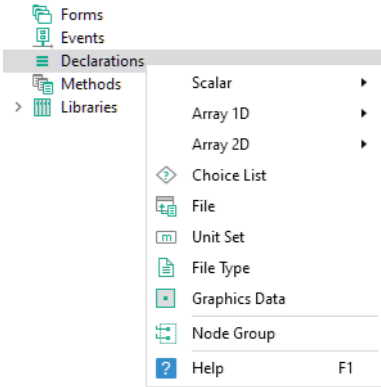 Forms
Events
Declarations
Methods
Libraries
Scalar
Array 1D
Array 2D
Choice List
File
m Unit Set
File Type
Graphics Data
Node Group
? Help F1